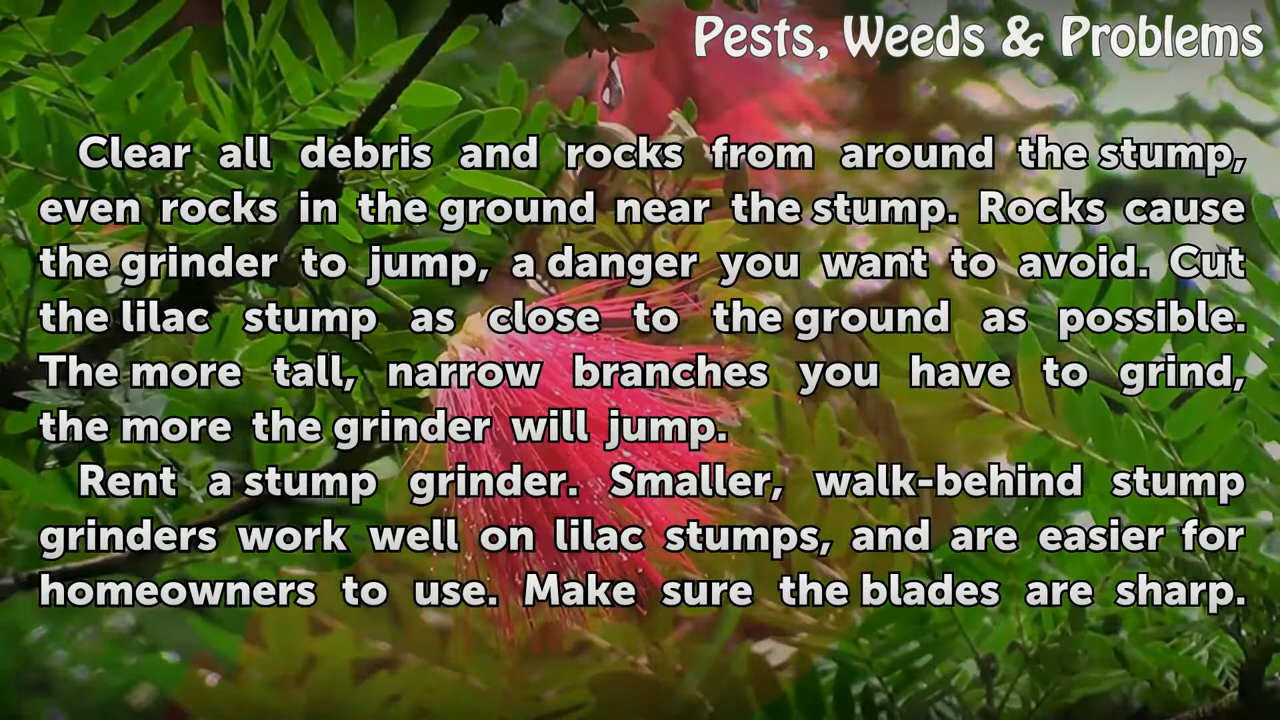 Pests, Weeds & Problems
Clear all debris and rocks from around the stump,
even rocks in the ground near the stump. Rocks cause
the grinder to jump, a danger you want to avoid. Cut
the lilac stump as close to the ground as possible.
The more tall, narrow branches you have to grind,
the more the grinder will jump.
Rent a stump grinder. Smaller, walk-behind stump
grinders work well on lilac stumps, and are easier for
homeowners to use. Make sure the blades are sharp.